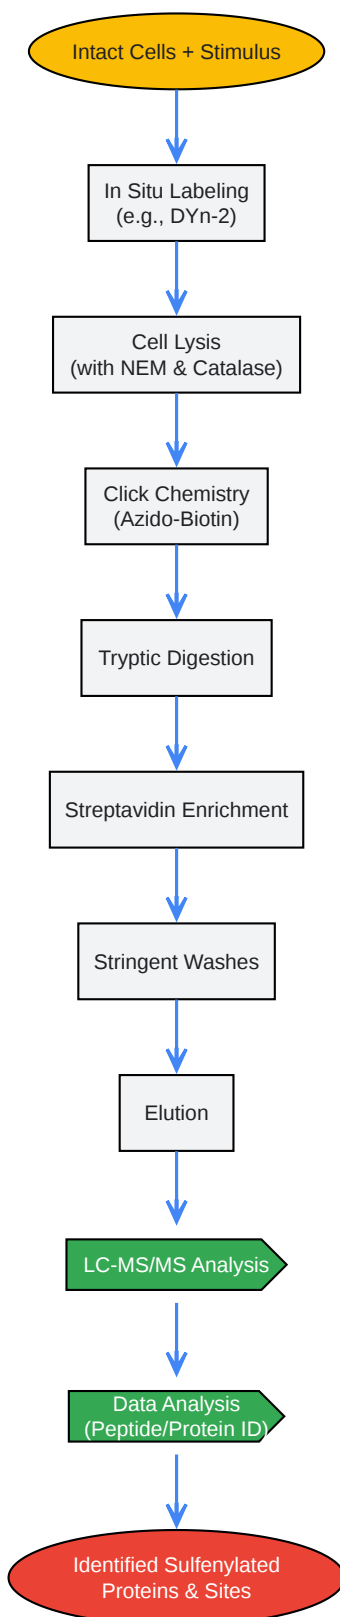 Intact Cells + Stimulus
In Situ Labeling
(e.g., DYn-2)
Cell Lysis
(with NEM & Catalase)
Click Chemistry
(Azido-Biotin)
Tryptic Digestion
Streptavidin Enrichment
Stringent Washes
Elution
LC-MS/MS Analysis
Data Analysis
(Peptide/Protein ID)
Identified Sulfenylated
Proteins & Sites